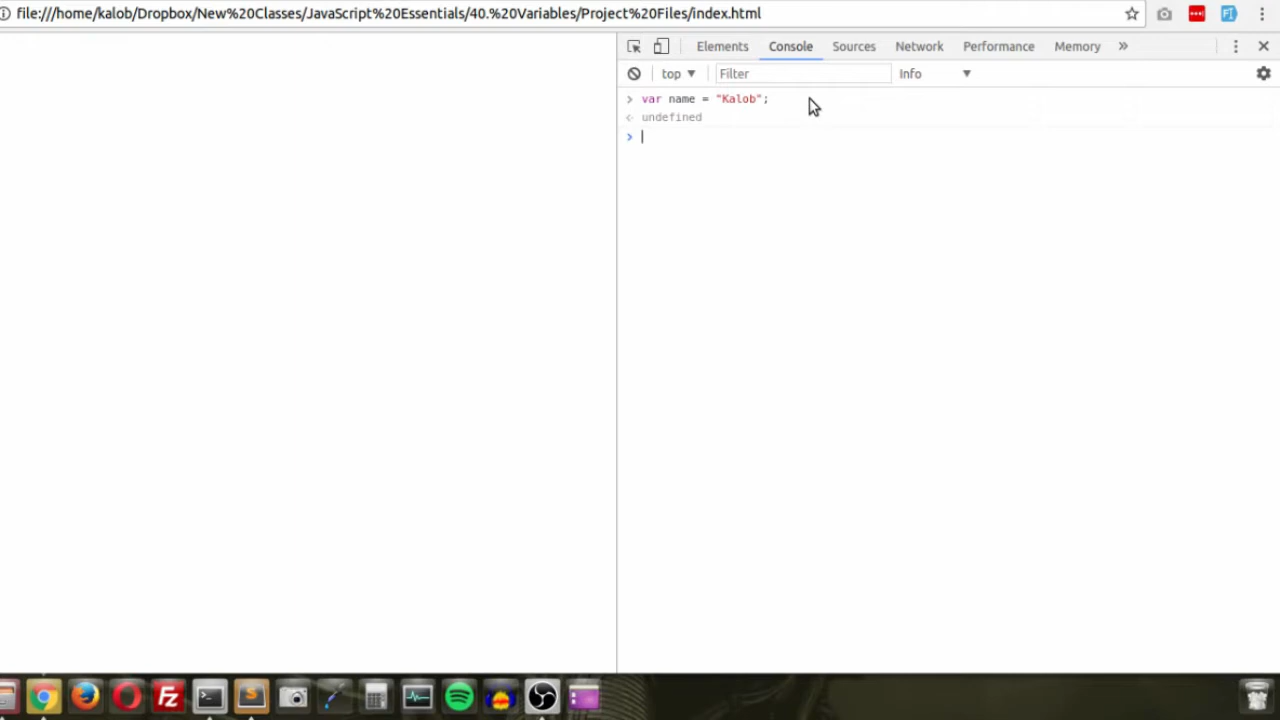 file:///home/kalob/Dropbox/New%20Classes/JavaScript%20Essentials/40.%20Variables/Project%20Files/index.html
Elements Console Sources Network Performance Memory »
top ▼ Filter Info ▼
> var name = "Kalob";
undefined
>
Fz